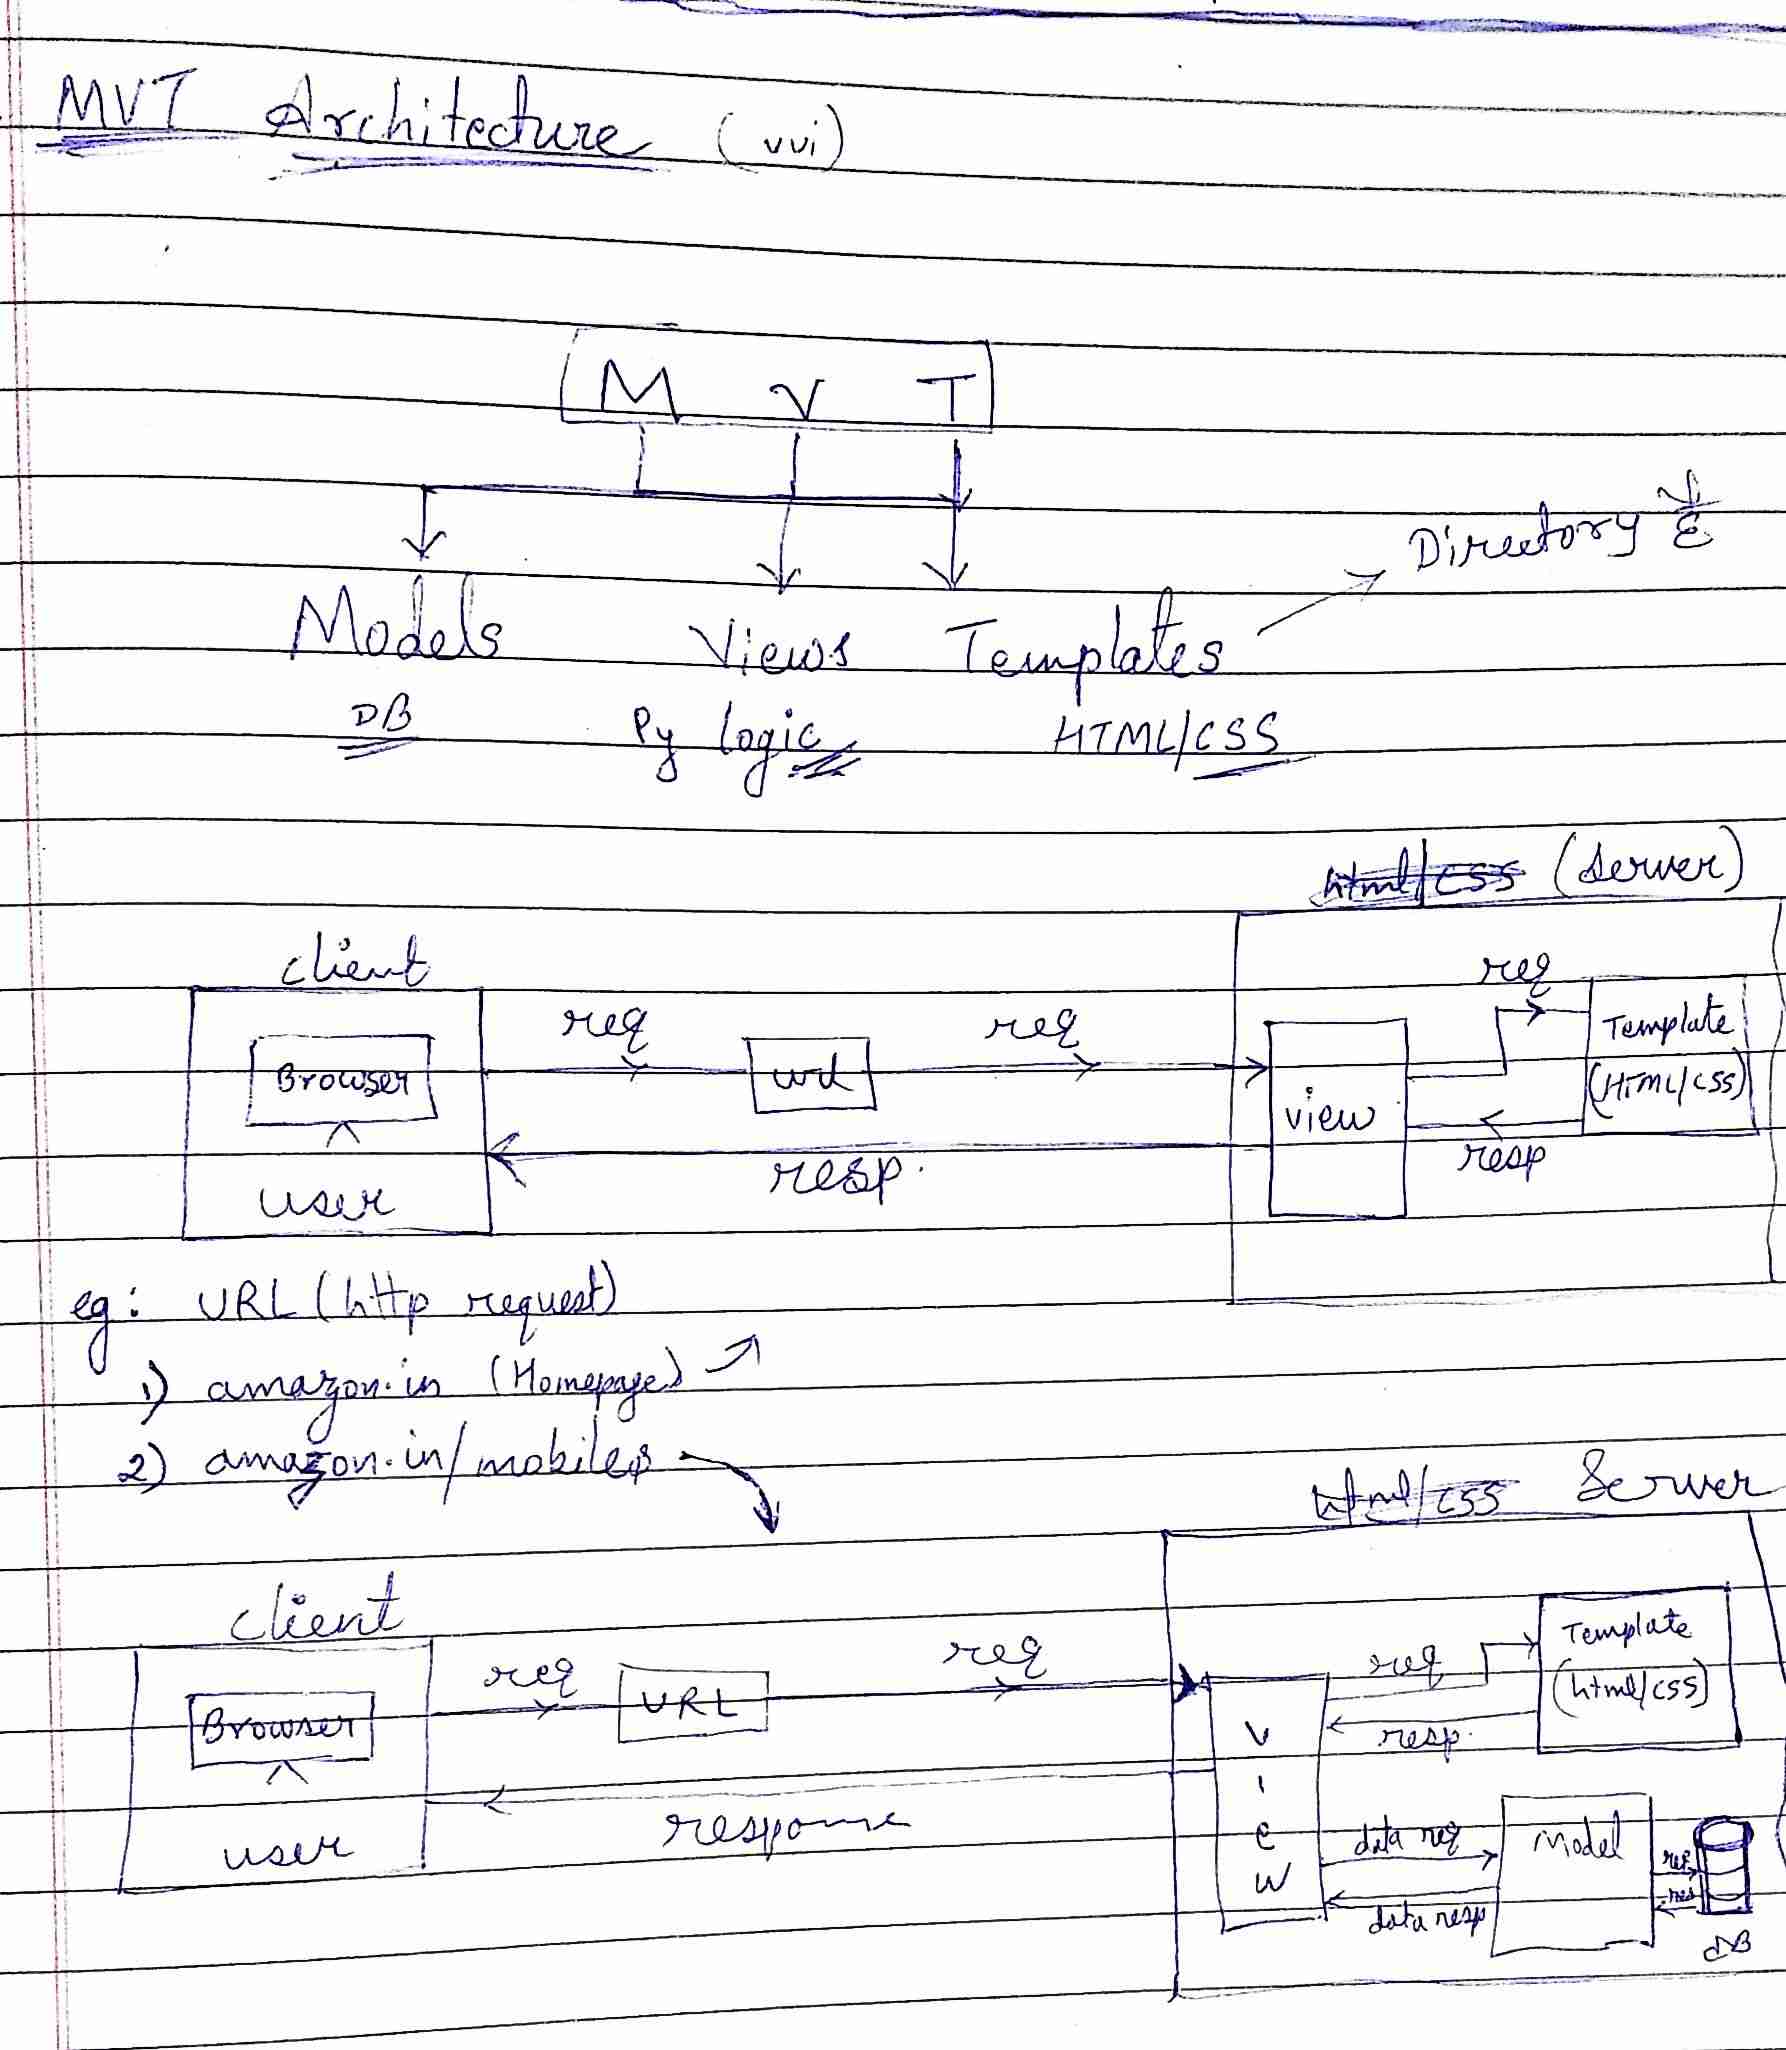 MVT Architecture (vvi)
M V T
Directory
Models Views Templates
DB Py logic HTML/CSS
html/css (server)
client
req req req
Browser url view Template
(HTML/CSS)
resp. resp
user
eg: URL (http request)
1) amazon.in (Homepage)
2) amazon.in/mobiles
html/css Server
client
req req req
Browser URL View Template
(html/css)
resp.
response
user
data req Model req
data resp res
dB